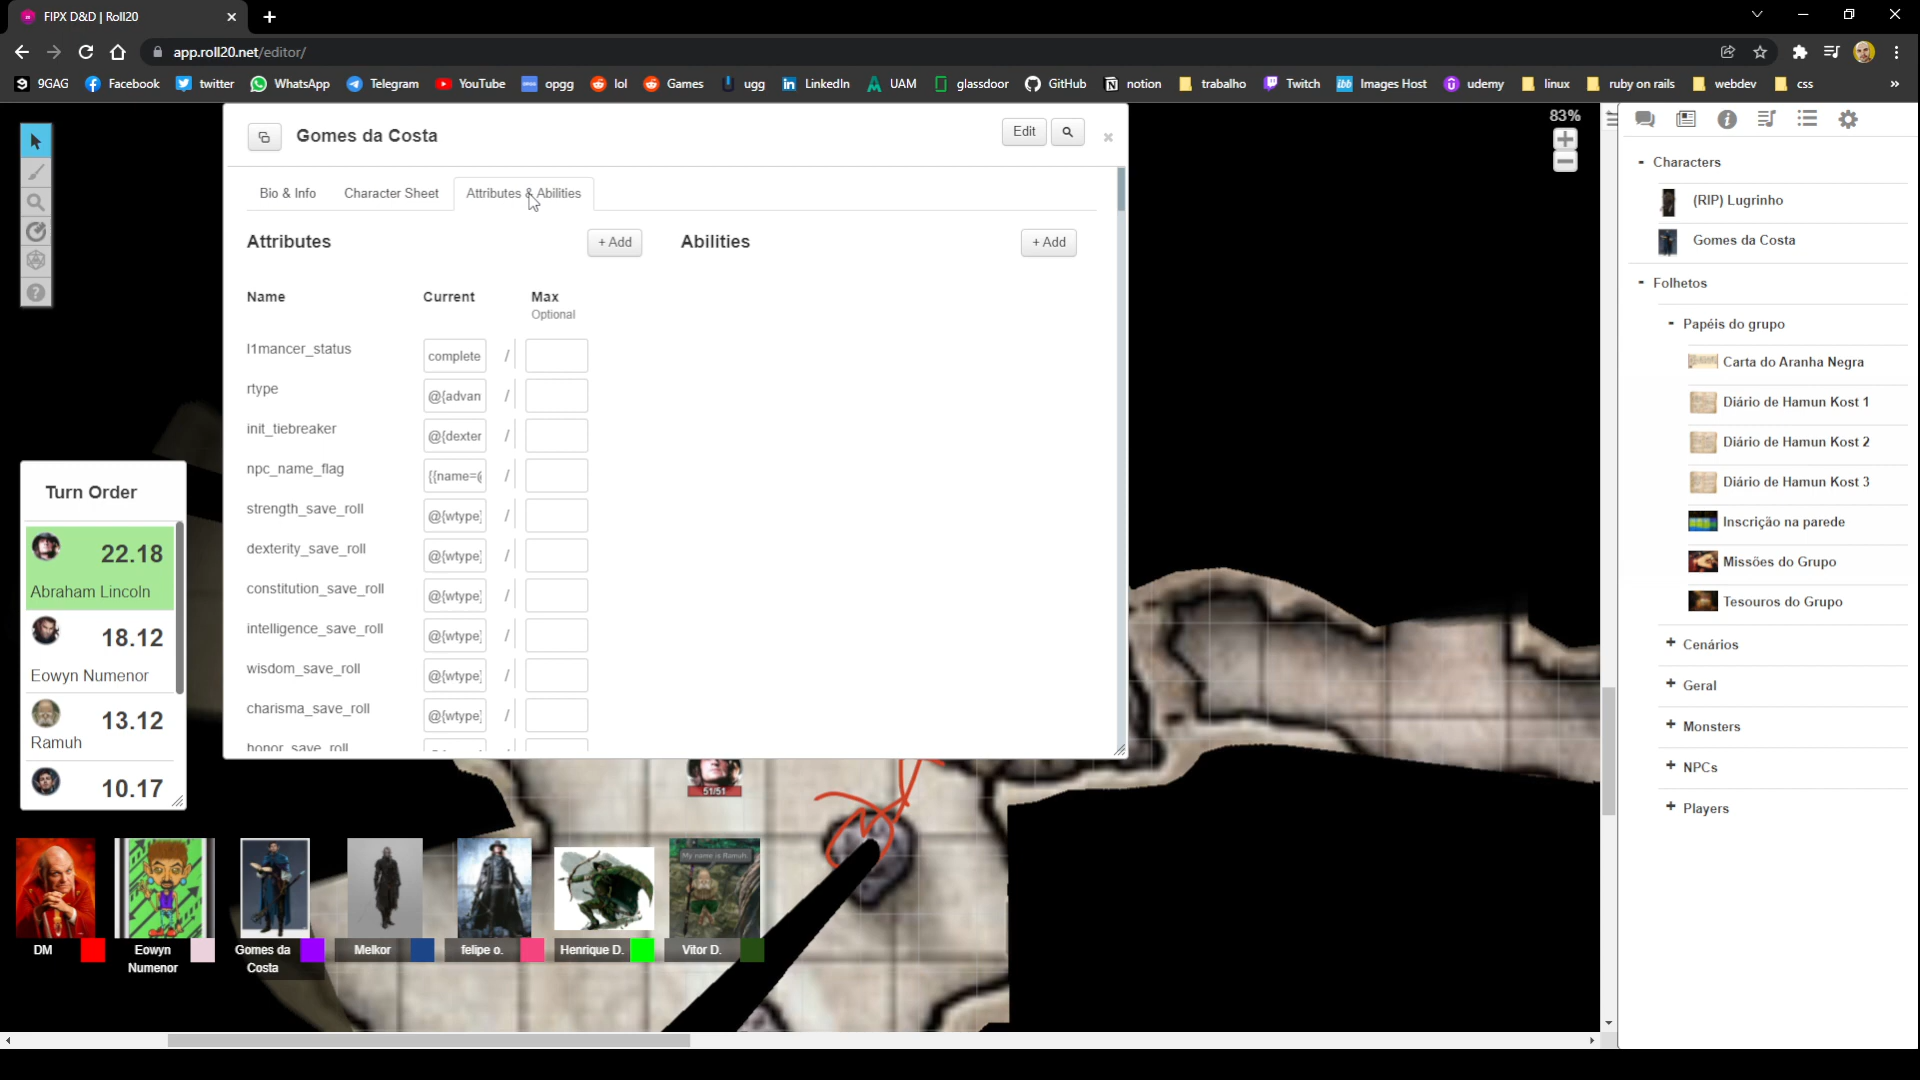 FIPX D&D | Roll20
app.roll20.net/editor/
9GAG
Facebook
twitter
WhatsApp
Telegram
YouTube
opgg
lol
Games
ugg
LinkedIn
UAM
glassdoor
GitHub
notion
trabalho
Twitch
Images Host
udemy
linux
ruby on rails
webdev
css
Gomes da Costa
Edit
Bio & Info
Character Sheet
Attributes & Abilities
Attributes
+ Add
Abilities
+ Add
Name
Current
Max
Optional
l1mancer_status
complete
/
rtype
@{advan
/
init_tiebreaker
@{dexter
/
npc_name_flag
{{name=@
/
strength_save_roll
@{wtype}
/
dexterity_save_roll
@{wtype}
/
constitution_save_roll
@{wtype}
/
intelligence_save_roll
@{wtype}
/
wisdom_save_roll
@{wtype}
/
charisma_save_roll
@{wtype}
/
honor_save_roll
Turn Order
22.18
Abraham Lincoln
18.12
Eowyn Numenor
13.12
Ramuh
10.17
51/51
My name is Ramuh.
DM
Eowyn
Numenor
Gomes da
Costa
Melkor
felipe o.
Henrique D.
Vitor D.
83%
Characters
(RIP) Lugrinho
Gomes da Costa
Folhetos
Papéis do grupo
Carta do Aranha Negra
Diário de Hamun Kost 1
Diário de Hamun Kost 2
Diário de Hamun Kost 3
Inscrição na parede
Missões do Grupo
Tesouros do Grupo
Cenários
Geral
Monsters
NPCs
Players